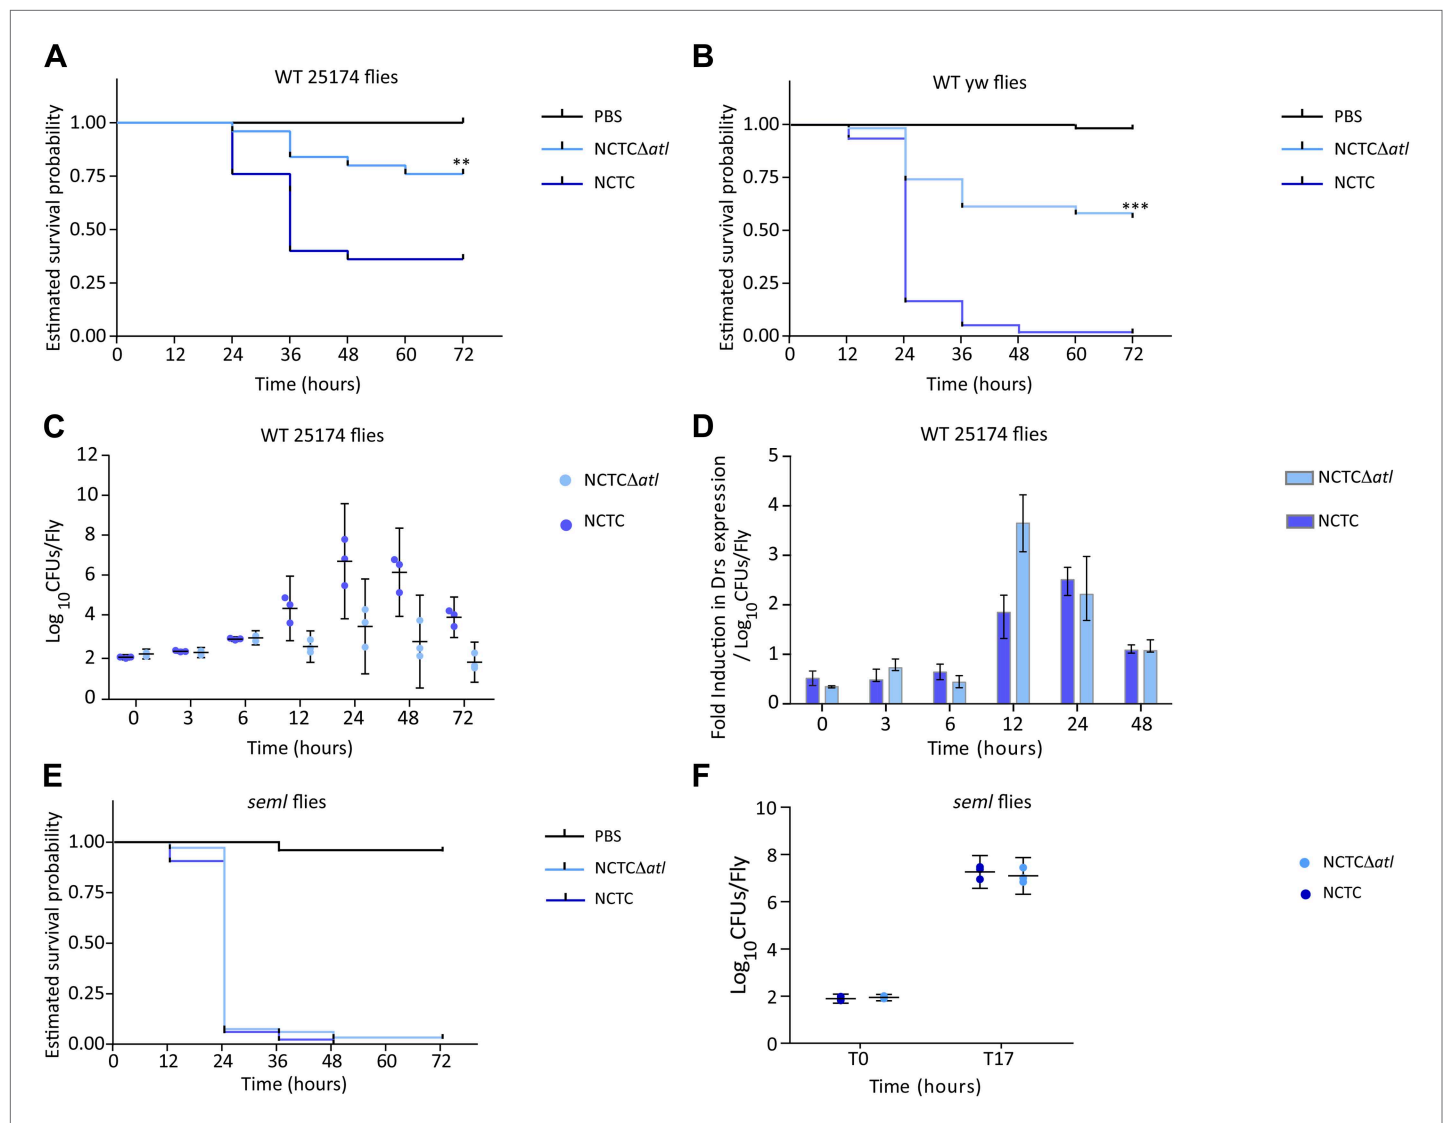 A
WT 25174 flies
Estimated survival probability
1.00
0.75
0.50
0.25
0.00
0 12 24 36 48 60 72
Time (hours)
**
PBS
NCTCΔatl
NCTC
B
WT yw flies
Estimated survival probability
1.00
0.75
0.50
0.25
0.00
0 12 24 36 48 60 72
Time (hours)
***
PBS
NCTCΔatl
NCTC
C
WT 25174 flies
Log10CFUs/Fly
12
10
8
6
4
2
0
0 3 6 12 24 48 72
Time (hours)
NCTCΔatl
NCTC
D
WT 25174 flies
Fold Induction in Drs expression
/ Log10CFUs/Fly
5
4
3
2
1
0
0 3 6 12 24 48
Time (hours)
NCTCΔatl
NCTC
E
seml flies
Estimated survival probability
1.00
0.75
0.50
0.25
0.00
0 12 24 36 48 60 72
Time (hours)
PBS
NCTCΔatl
NCTC
F
seml flies
Log10CFUs/Fly
10
8
6
4
2
0
T0 T17
Time (hours)
NCTCΔatl
NCTC